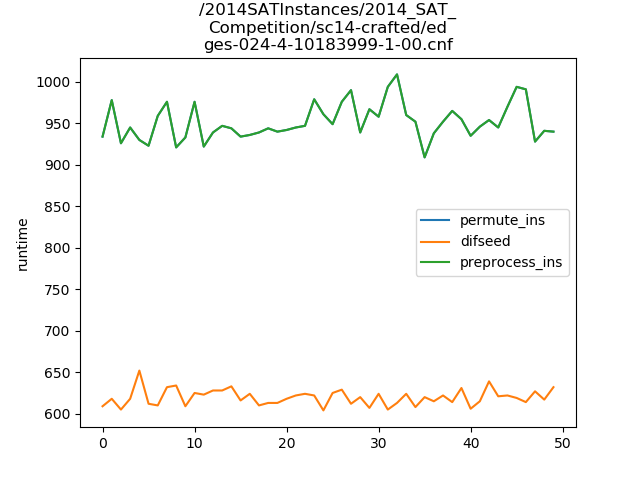 /2014SATInstances/2014_SAT_
Competition/sc14-crafted/ed
ges-024-4-10183999-1-00.cnf
1000
950
900
850
800
750
700
650
600
runtime
permute_ins
difseed
preprocess_ins
0 10 20 30 40 50